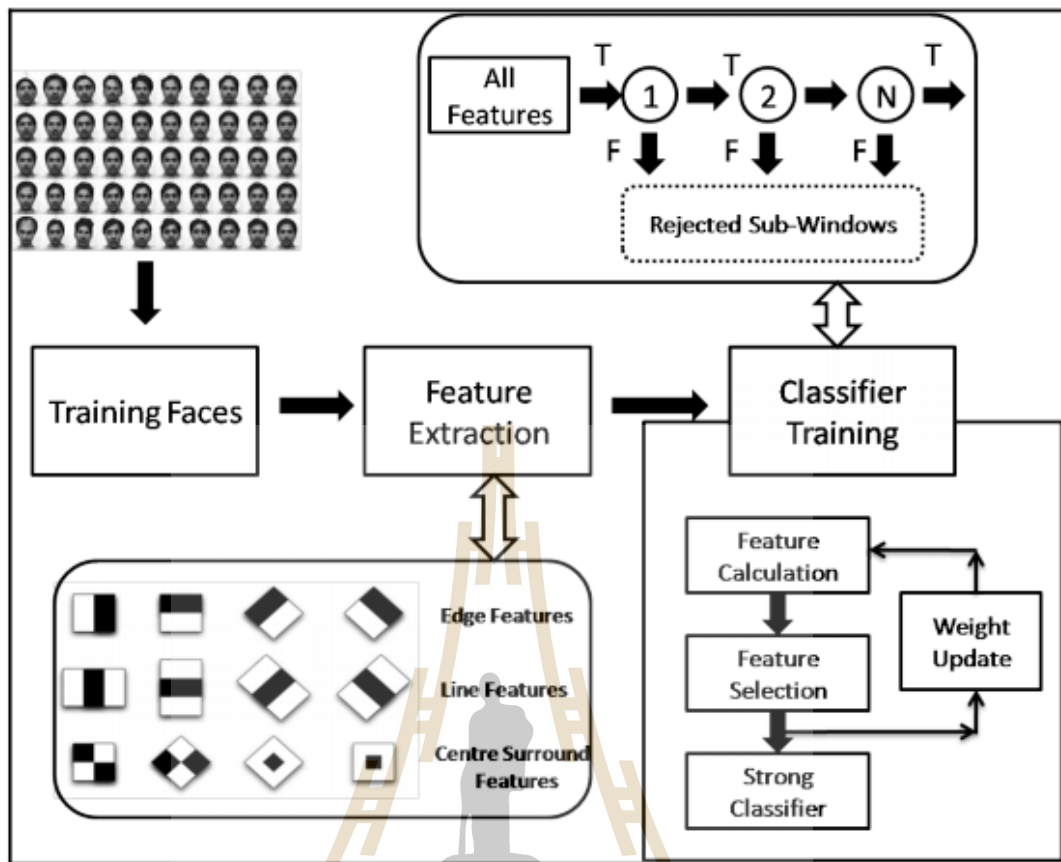 All
Features
T
1
T
2
N
T
F
F
F
Rejected Sub-Windows
Training Faces
Feature
Extraction
Classifier
Training
Edge Features
Line Features
Centre Surround
Features
Feature
Calculation
Feature
Selection
Strong
Classifier
Weight
Update